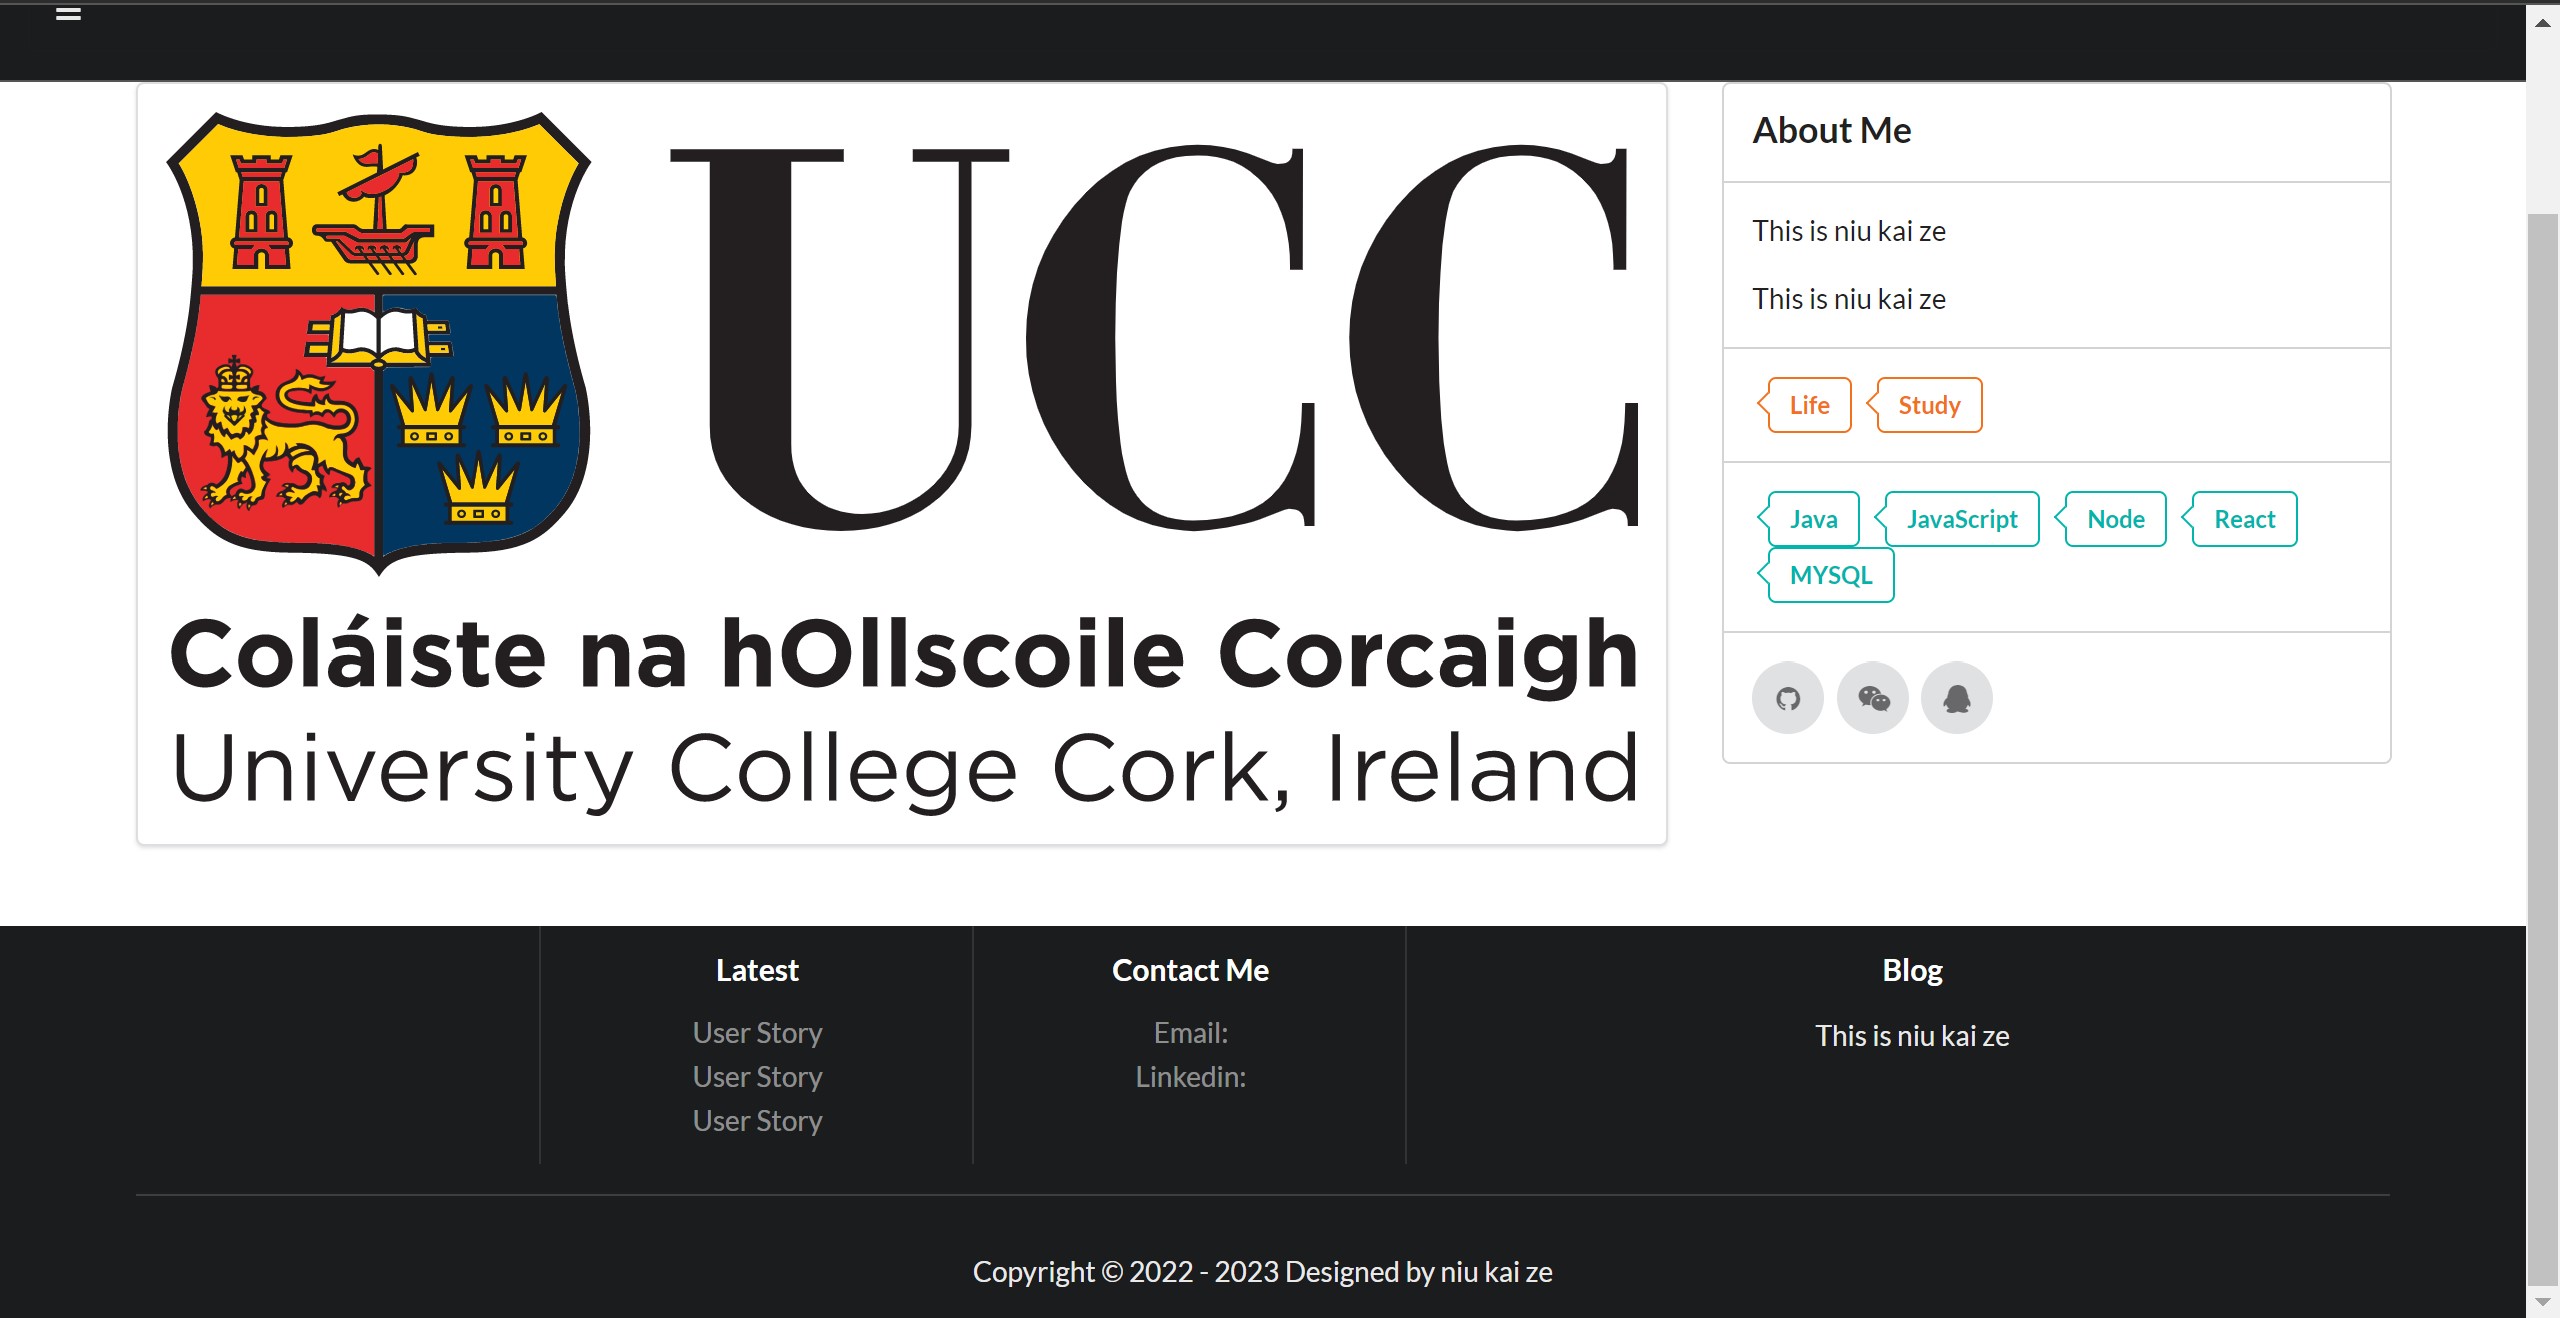 UCC
Coláiste na hOllscoile Corcaigh
University College Cork, Ireland
About Me
This is niu kai ze
This is niu kai ze
Life Study
Java JavaScript Node React
MYSQL
Latest
User Story
User Story
User Story
Contact Me
Email:
Linkedin:
Blog
This is niu kai ze
Copyright © 2022 - 2023 Designed by niu kai ze